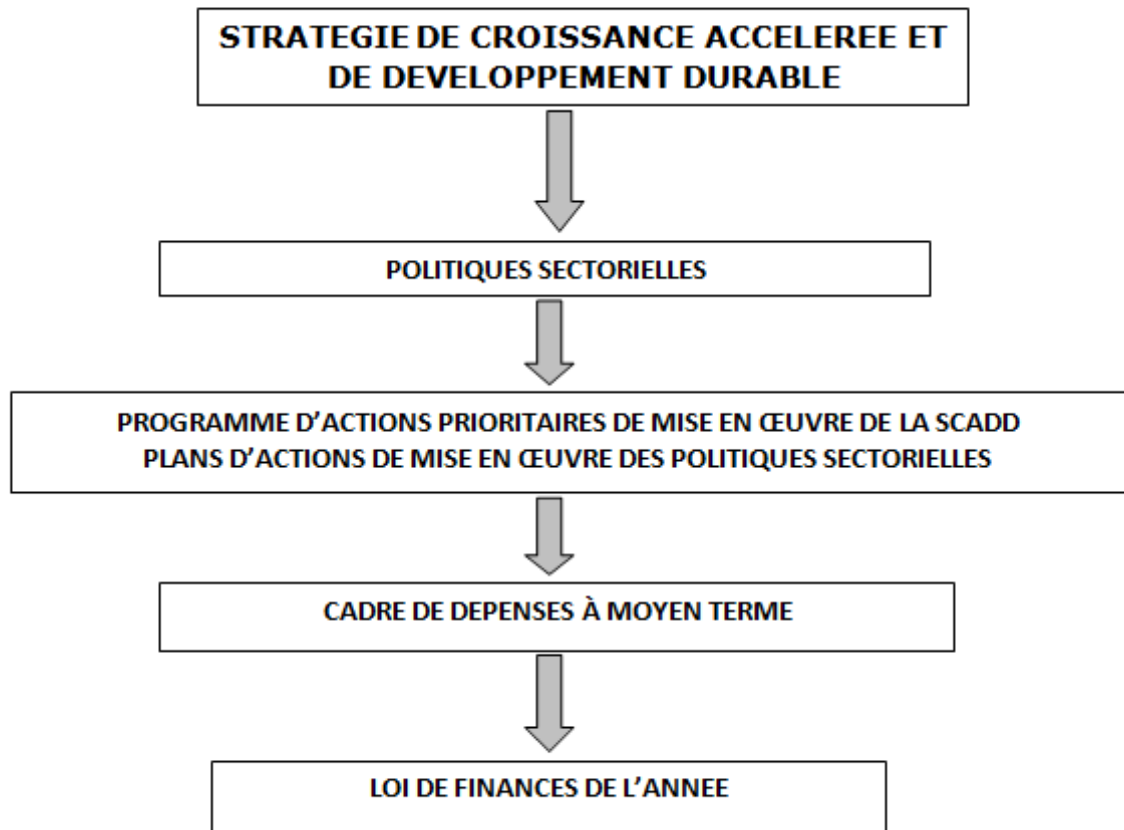 STRATEGIE DE CROISSANCE ACCELEREE ET
DE DEVELOPPEMENT DURABLE
POLITIQUES SECTORIELLES
PROGRAMME D’ACTIONS PRIORITAIRES DE MISE EN ŒUVRE DE LA SCADD
PLANS D’ACTIONS DE MISE EN ŒUVRE DES POLITIQUES SECTORIELLES
CADRE DE DEPENSES À MOYEN TERME
LOI DE FINANCES DE L’ANNEE